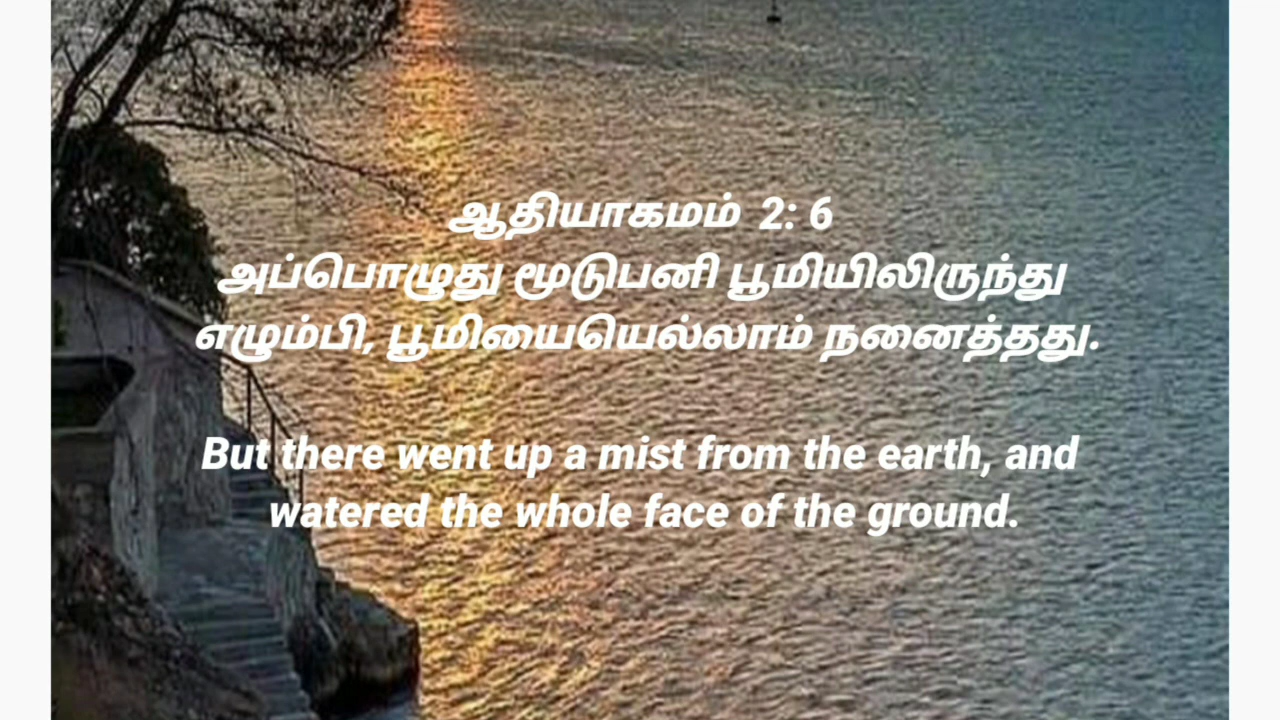 ஆதியாகமம் 2: 6
அப்பொழுது மூடுபனி பூமியிலிருந்து
எழும்பி, பூமியையெல்லாம் நனைத்தது.
But there went up a mist from the earth, and
watered the whole face of the ground.